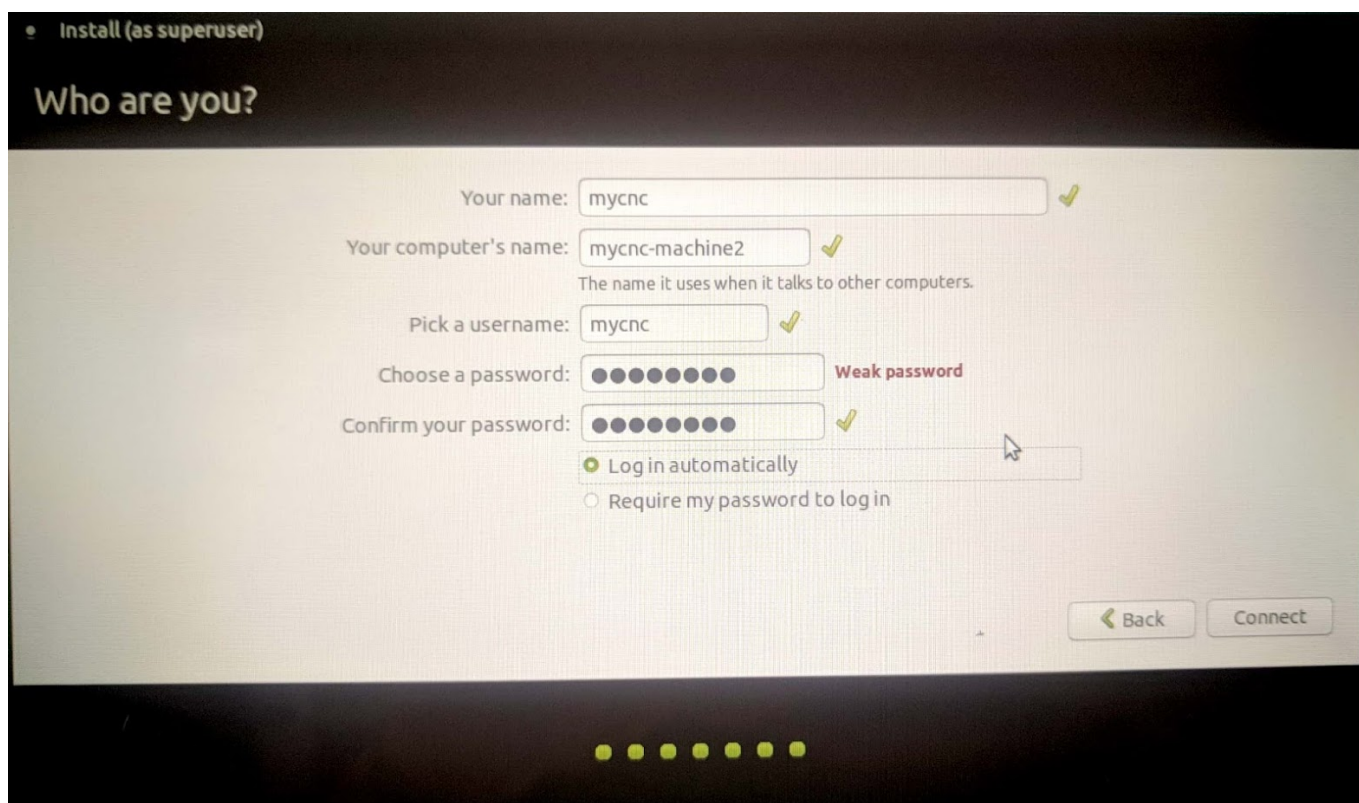 Install (as superuser)
Who are you?
Your name: mycnc
Your computer's name: mycnc-machine2
The name it uses when it talks to other computers.
Pick a username: mycnc
Choose a password: ●●●●●●●● Weak password
Confirm your password: ●●●●●●●●
Log in automatically
Require my password to log in
Back Connect